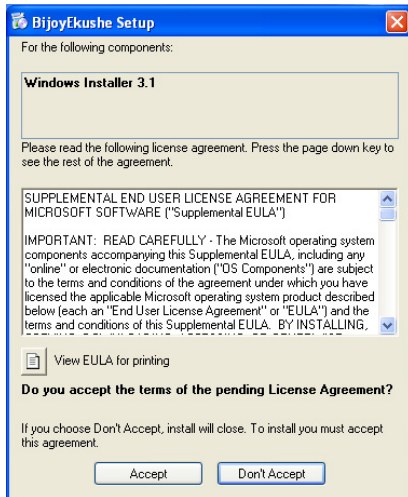 BijoyEkushe Setup
For the following components:
Windows Installer 3.1
Please read the following license agreement. Press the page down key to
see the rest of the agreement.
SUPPLEMENTAL END USER LICENSE AGREEMENT FOR
MICROSOFT SOFTWARE ("Supplemental EULA")
IMPORTANT:  READ CAREFULLY - The Microsoft operating system
components accompanying this Supplemental EULA, including any
"online" or electronic documentation ("OS Components") are subject
to the terms and conditions of the agreement under which you have
licensed the applicable Microsoft operating system product described
below (each an "End User License Agreement" or "EULA") and the
terms and conditions of this Supplemental EULA.  BY INSTALLING,
View EULA for printing
Do you accept the terms of the pending License Agreement?
If you choose Don't Accept, install will close. To install you must accept
this agreement.
Accept
Don't Accept